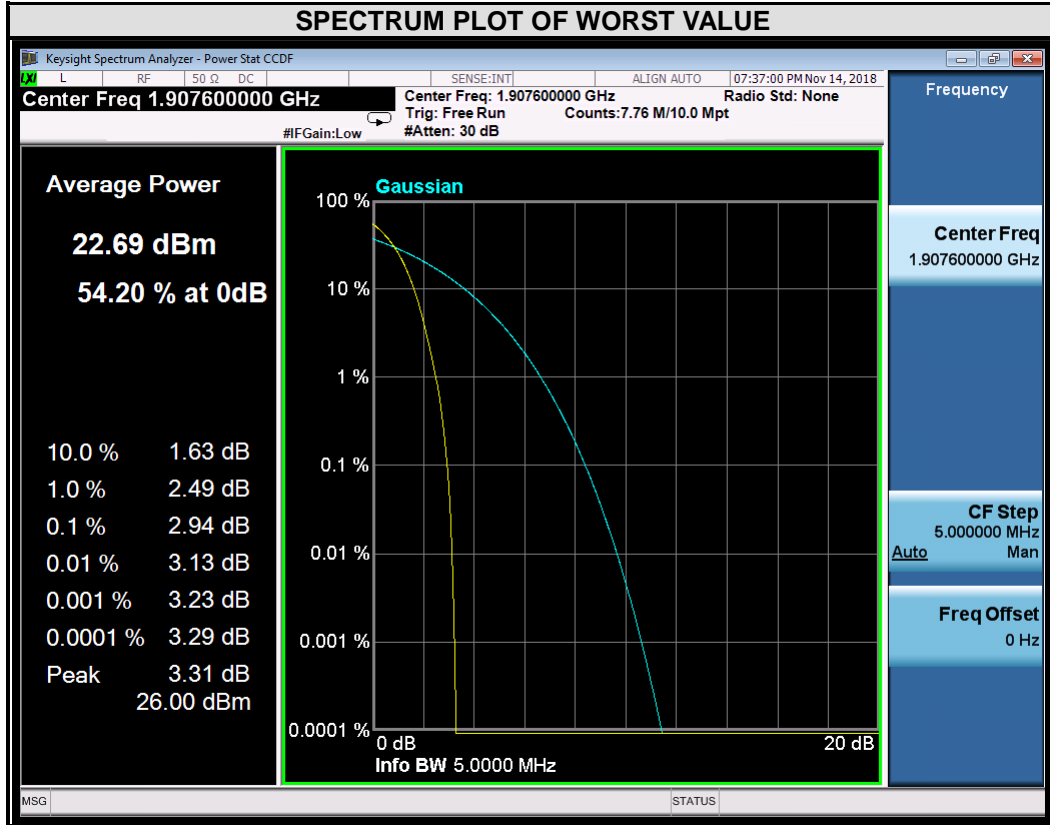 SPECTRUM PLOT OF WORST VALUE
Keysight Spectrum Analyzer - Power Stat CCDF
LXI L RF 50 Ω DC SENSE:INT ALIGN AUTO 07:37:00 PM Nov 14, 2018
Center Freq 1.907600000 GHz
#IFGain:Low
Center Freq: 1.907600000 GHz Radio Std: None
Trig: Free Run Counts:7.76 M/10.0 Mpt
#Atten: 30 dB
Average Power
22.69 dBm
54.20 % at 0dB
10.0 % 1.63 dB
1.0 % 2.49 dB
0.1 % 2.94 dB
0.01 % 3.13 dB
0.001 % 3.23 dB
0.0001 % 3.29 dB
Peak 3.31 dB
26.00 dBm
Gaussian
100 %
10 %
1 %
0.1 %
0.01 %
0.001 %
0.0001 %
0 dB 20 dB
Info BW 5.0000 MHz
Frequency
Center Freq
1.907600000 GHz
CF Step
5.000000 MHz
Auto Man
Freq Offset
0 Hz
MSG STATUS